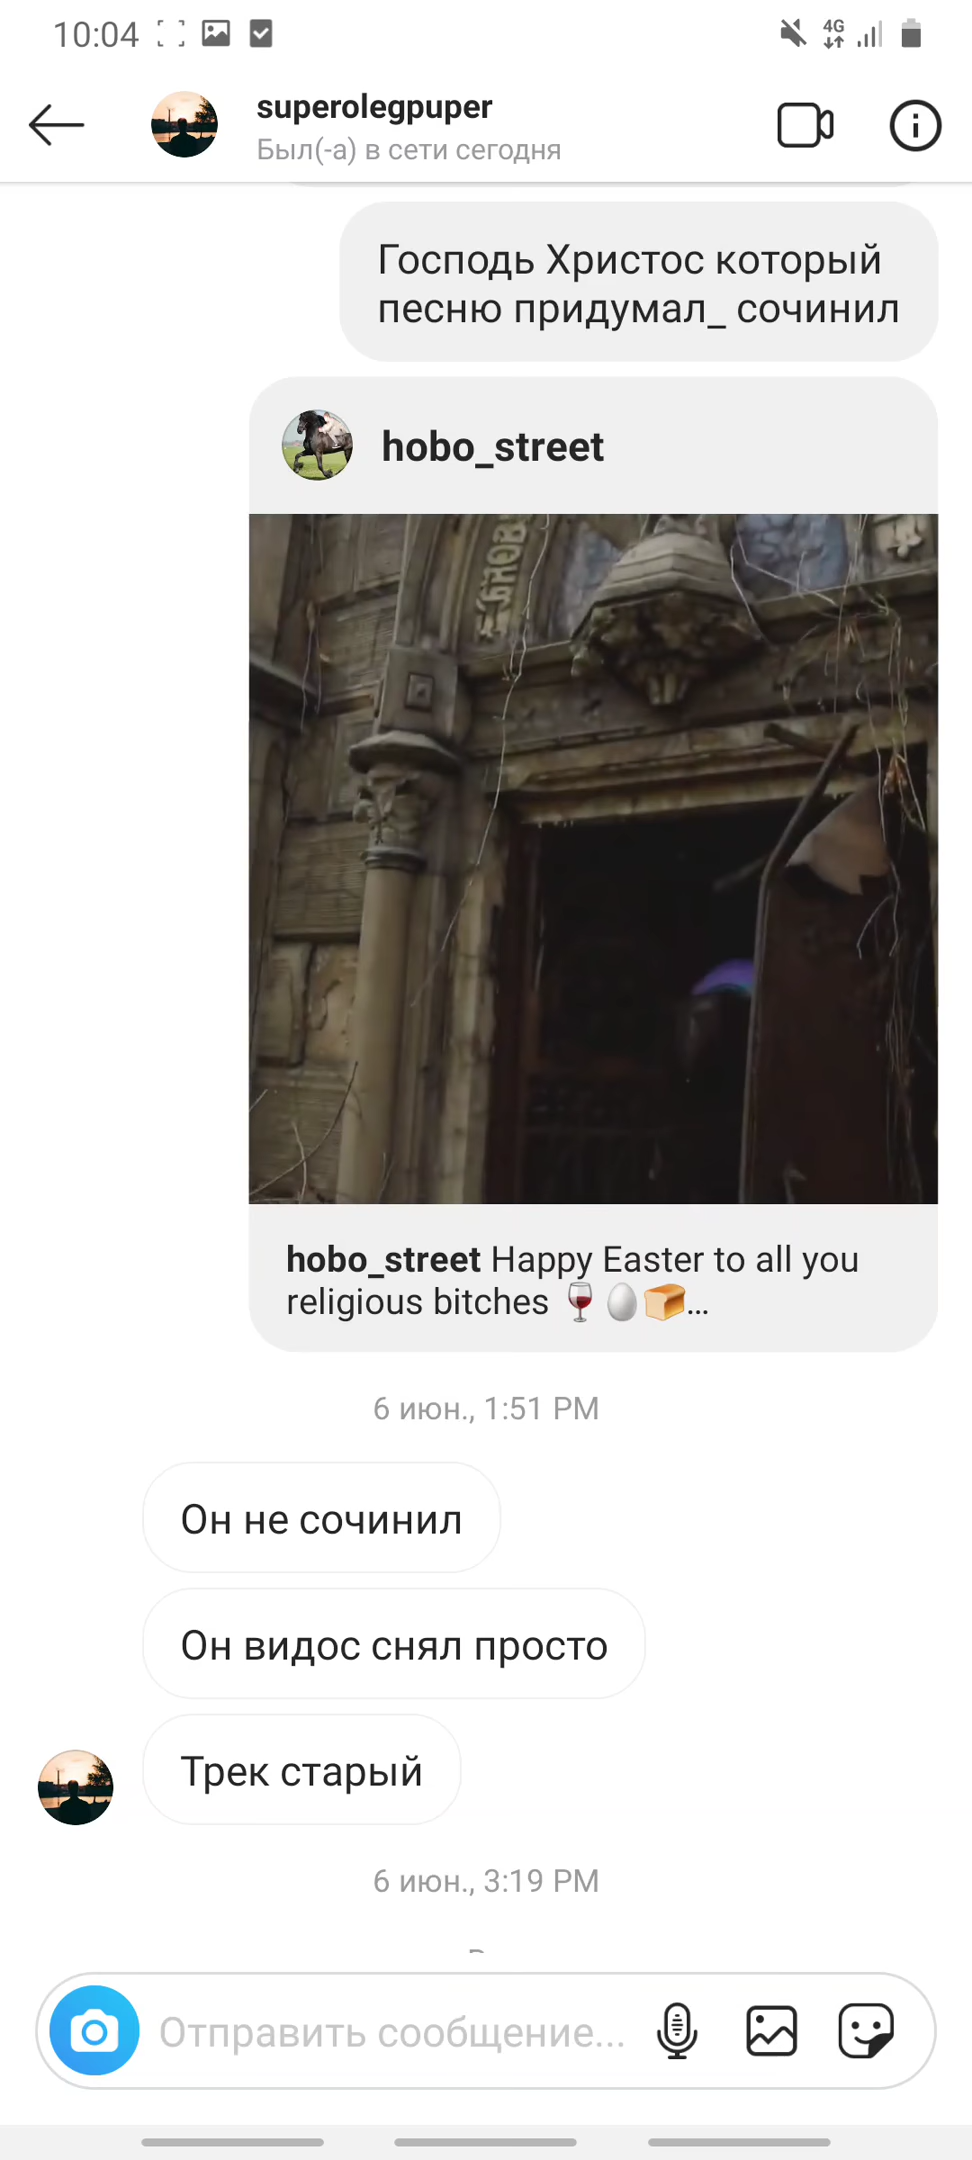 10:04
4G
superolegpuper
Был(-а) в сети сегодня
Господь Христос который
песню придумал_ сочинил
hobo_street
hobo_street Happy Easter to all you
religious bitches 🍷🥚🍞...
6 июн., 1:51 PM
Он не сочинил
Он видос снял просто
Трек старый
6 июн., 3:19 PM
Отправить сообщение...